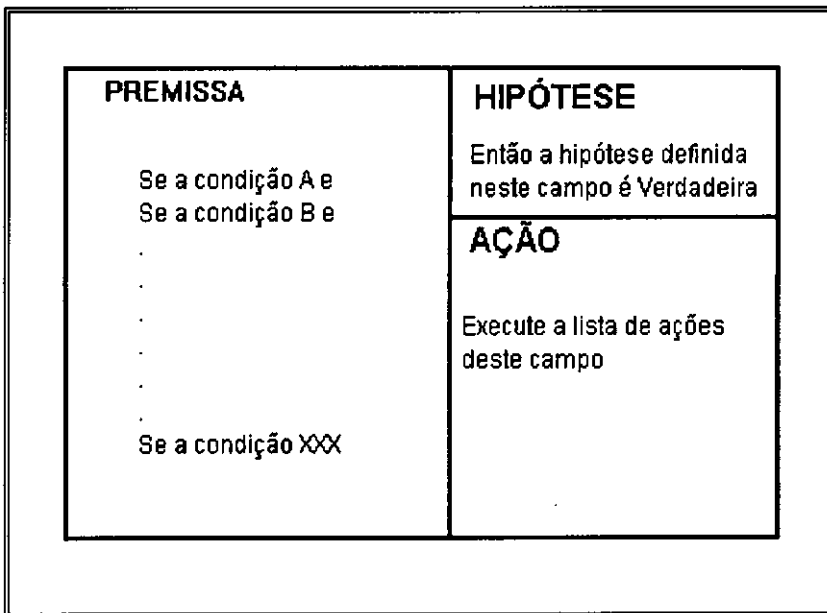 PREMISSA
Se a condição A e
Se a condição B e
.
.
.
.
.
.
Se a condição XXX
HIPÓTESE
Então a hipótese definida
neste campo é Verdadeira
AÇÃO
Execute a lista de ações
deste campo